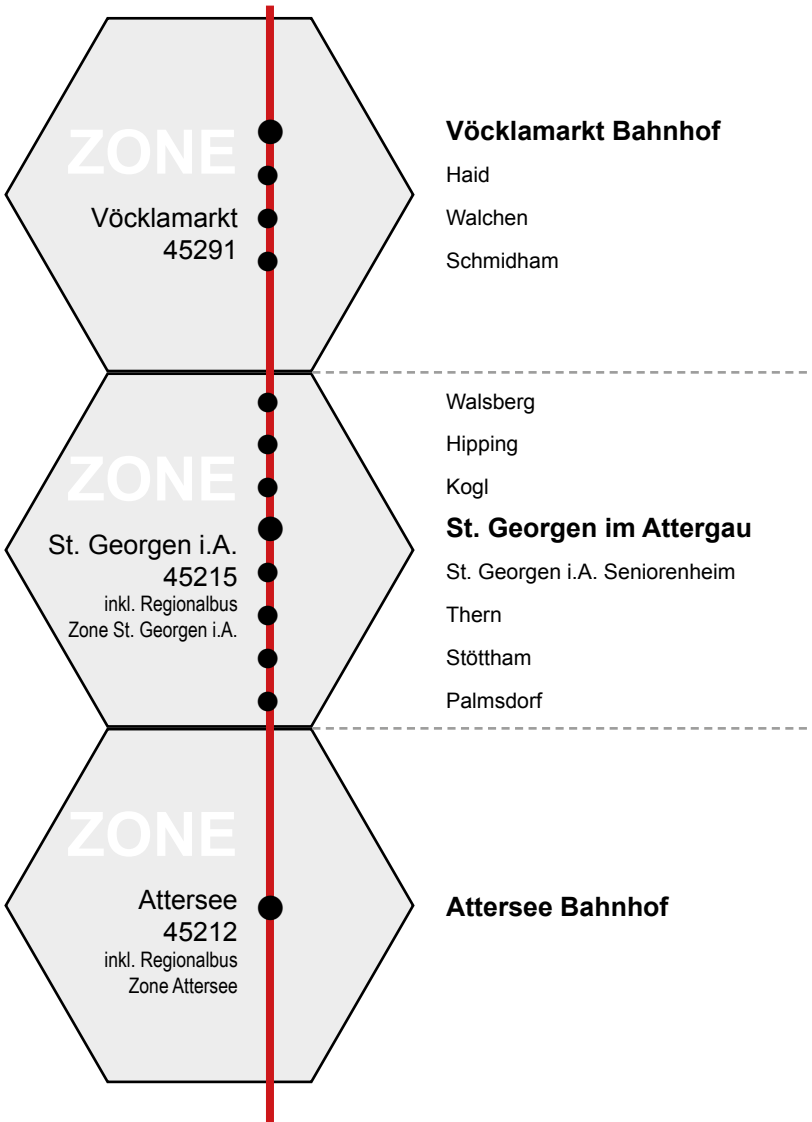 ZONE
Vöcklamarkt
45291
Vöcklamarkt Bahnhof
Haid
Walchen
Schmidham
ZONE
St. Georgen i.A.
45215
inkl. Regionalbus
Zone St. Georgen i.A.
Walsberg
Hipping
Kogl
St. Georgen im Attergau
St. Georgen i.A. Seniorenheim
Thern
Stöttham
Palmsdorf
ZONE
Attersee
45212
inkl. Regionalbus
Zone Attersee
Attersee Bahnhof